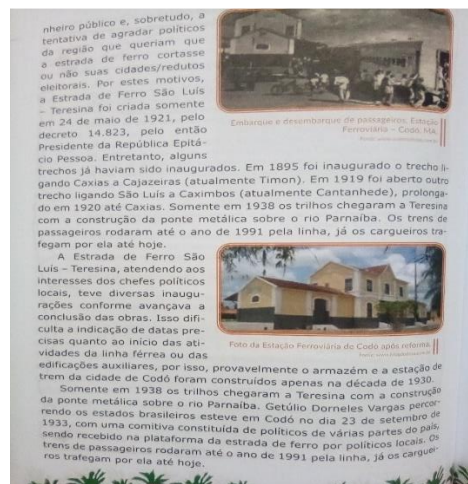 nheiro público e, sobretudo, a
tentativa de agradar políticos
da região que queriam que
a estrada de ferro cortasse
ou não suas cidades/redutos
eleitorais. Por estes motivos,
a Estrada de Ferro São Luís
– Teresina foi criada somente
em 24 de maio de 1921, pelo
decreto 14.823, pelo então
Presidente da República Epitá-
cio Pessoa. Entretanto, alguns
Embarque e desembarque de passageiros. Estação
Ferroviária – Codó, MA.
trechos já haviam sido inaugurados. Em 1895 foi inaugurado o trecho li-
gando Caxias a Cajazeiras (atualmente Timon). Em 1919 foi aberto outro
trecho ligando São Luís a Caximbos (atualmente Cantanhede), prolonga-
do em 1920 até Caxias. Somente em 1938 os trilhos chegaram a Teresina
com a construção da ponte metálica sobre o rio Parnaíba. Os trens de
passageiros rodaram até o ano de 1991 pela linha, já os cargueiros tra-
fegam por ela até hoje.
A Estrada de Ferro São
Luís – Teresina, atendendo aos
interesses dos chefes políticos
locais, teve diversas inaugu-
rações conforme avançava a
conclusão das obras. Isso difi-
culta a indicação de datas pre-
cisas quanto ao início das ati-
vidades da linha férrea ou das
Foto da Estação Ferroviária de Codó após reforma.
edificações auxiliares, por isso, provavelmente o armazém e a estação de
trem da cidade de Codó foram construídos apenas na década de 1930.
Somente em 1938 os trilhos chegaram a Teresina com a construção
da ponte metálica sobre o rio Parnaíba. Getúlio Dorneles Vargas percor-
rendo os estados brasileiros esteve em Codó no dia 23 de setembro de
1933, com uma comitiva constituída de políticos de várias partes do país,
sendo recebido na plataforma da estrada de ferro por políticos locais. Os
trens de passageiros rodaram até o ano de 1991 pela linha, já os carguei-
ros trafegam por ela até hoje.